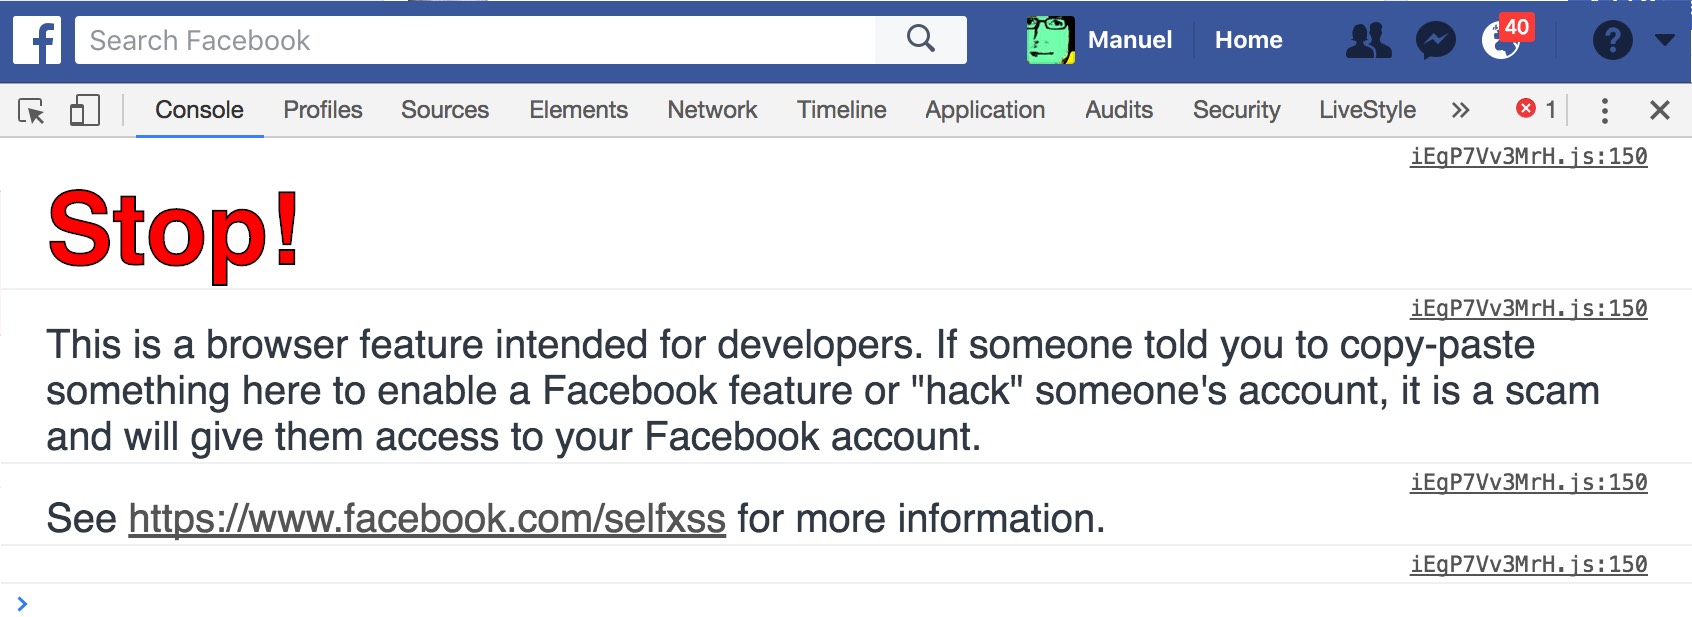 f Search Facebook Manuel Home 40 ?
Console Profiles Sources Elements Network Timeline Application Audits Security LiveStyle » 1
iEgP7Vv3MrH.js:150
Stop!
iEgP7Vv3MrH.js:150
This is a browser feature intended for developers. If someone told you to copy-paste
something here to enable a Facebook feature or "hack" someone's account, it is a scam
and will give them access to your Facebook account.
iEgP7Vv3MrH.js:150
See https://www.facebook.com/selfxss for more information.
iEgP7Vv3MrH.js:150